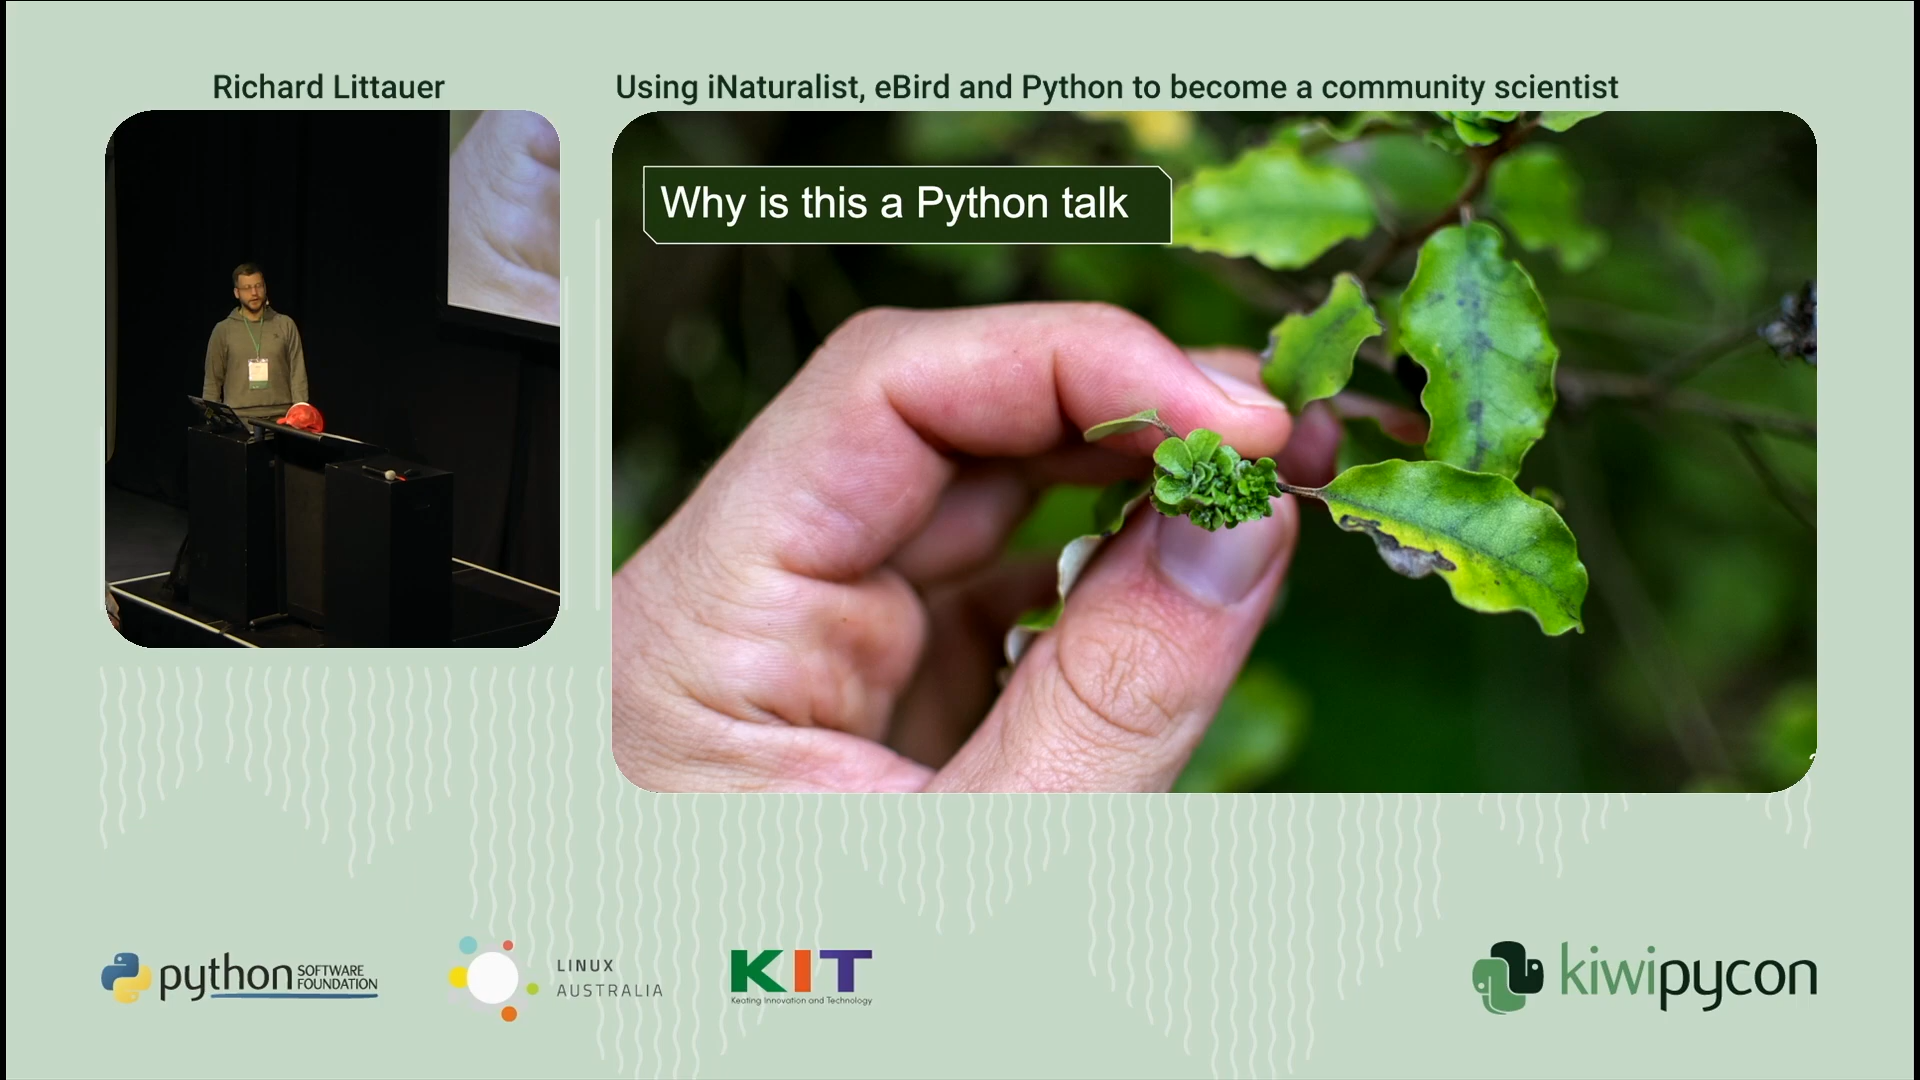 Richard Littauer
Using iNaturalist, eBird and Python to become a community scientist
Why is this a Python talk
python SOFTWARE FOUNDATION
LINUX AUSTRALIA
KIT
Keating Innovation and Technology
kiwipycon